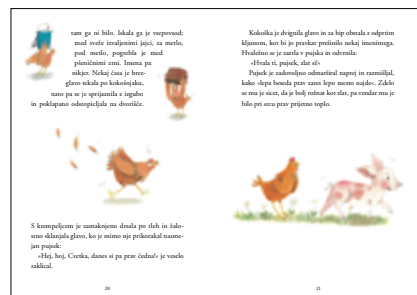 tam ga ni bilo. Iskala ga je vsepovsod;
med sveže izvaljenimi jajci, za metlo,
pod metlo, pogrebla je med
pšeničnimi zrni. Imena pa
nikjer. Nekaj časa je brez-
glavo tekala po kokošnjaku,
nato pa se je sprijaznila z izgubo
in poklapano odstopicljala na dvorišče.
S krempeljcem je zamaknjeno drsala po tleh in žalo-
stno sklanjala glavo, ko je mimo nje prikorakal nasme-
jan pujsek:
»Hej, hoj, Cvetka, danes si pa prav čedna!« je veselo
zaklical.
20
Kokoška je dvignila glavo in za hip obstala z odprtim
kljunom, kot bi jo pravkar prešinilo nekaj imenitnega.
Hvaležno se je zazrla v pujska in odvrnila:
»Hvala ti, pujsek, zlat si!«
Pujsek je zadovoljno odmarširal naprej in razmišljal,
kako »lepa beseda prav zares lepo mesto najde«. Zdelo
se mu je sicer, da je bolj rožnat kot zlat, pa vendar mu je
bilo pri srcu prav prijetno toplo.
21